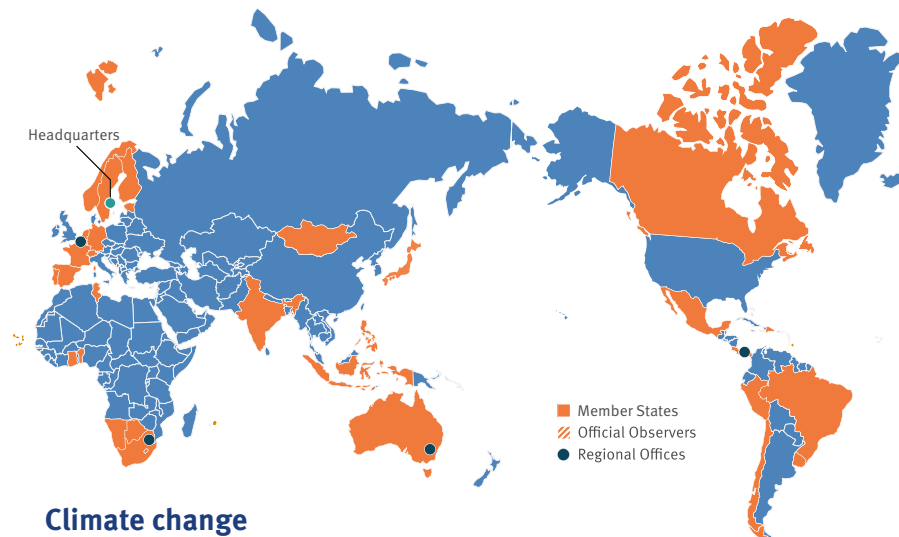 Headquarters
Member States
Official Observers
Regional Offices
Climate change